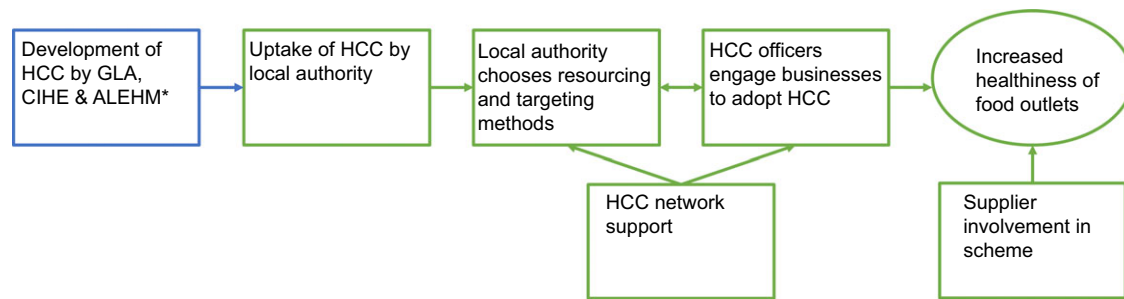 Development of
HCC by GLA,
CIHE & ALEHM*
Uptake of HCC by
local authority
Local authority
chooses resourcing
and targeting
methods
HCC officers
engage businesses
to adopt HCC
Increased
healthiness of
food outlets
HCC network
support
Supplier
involvement in
scheme